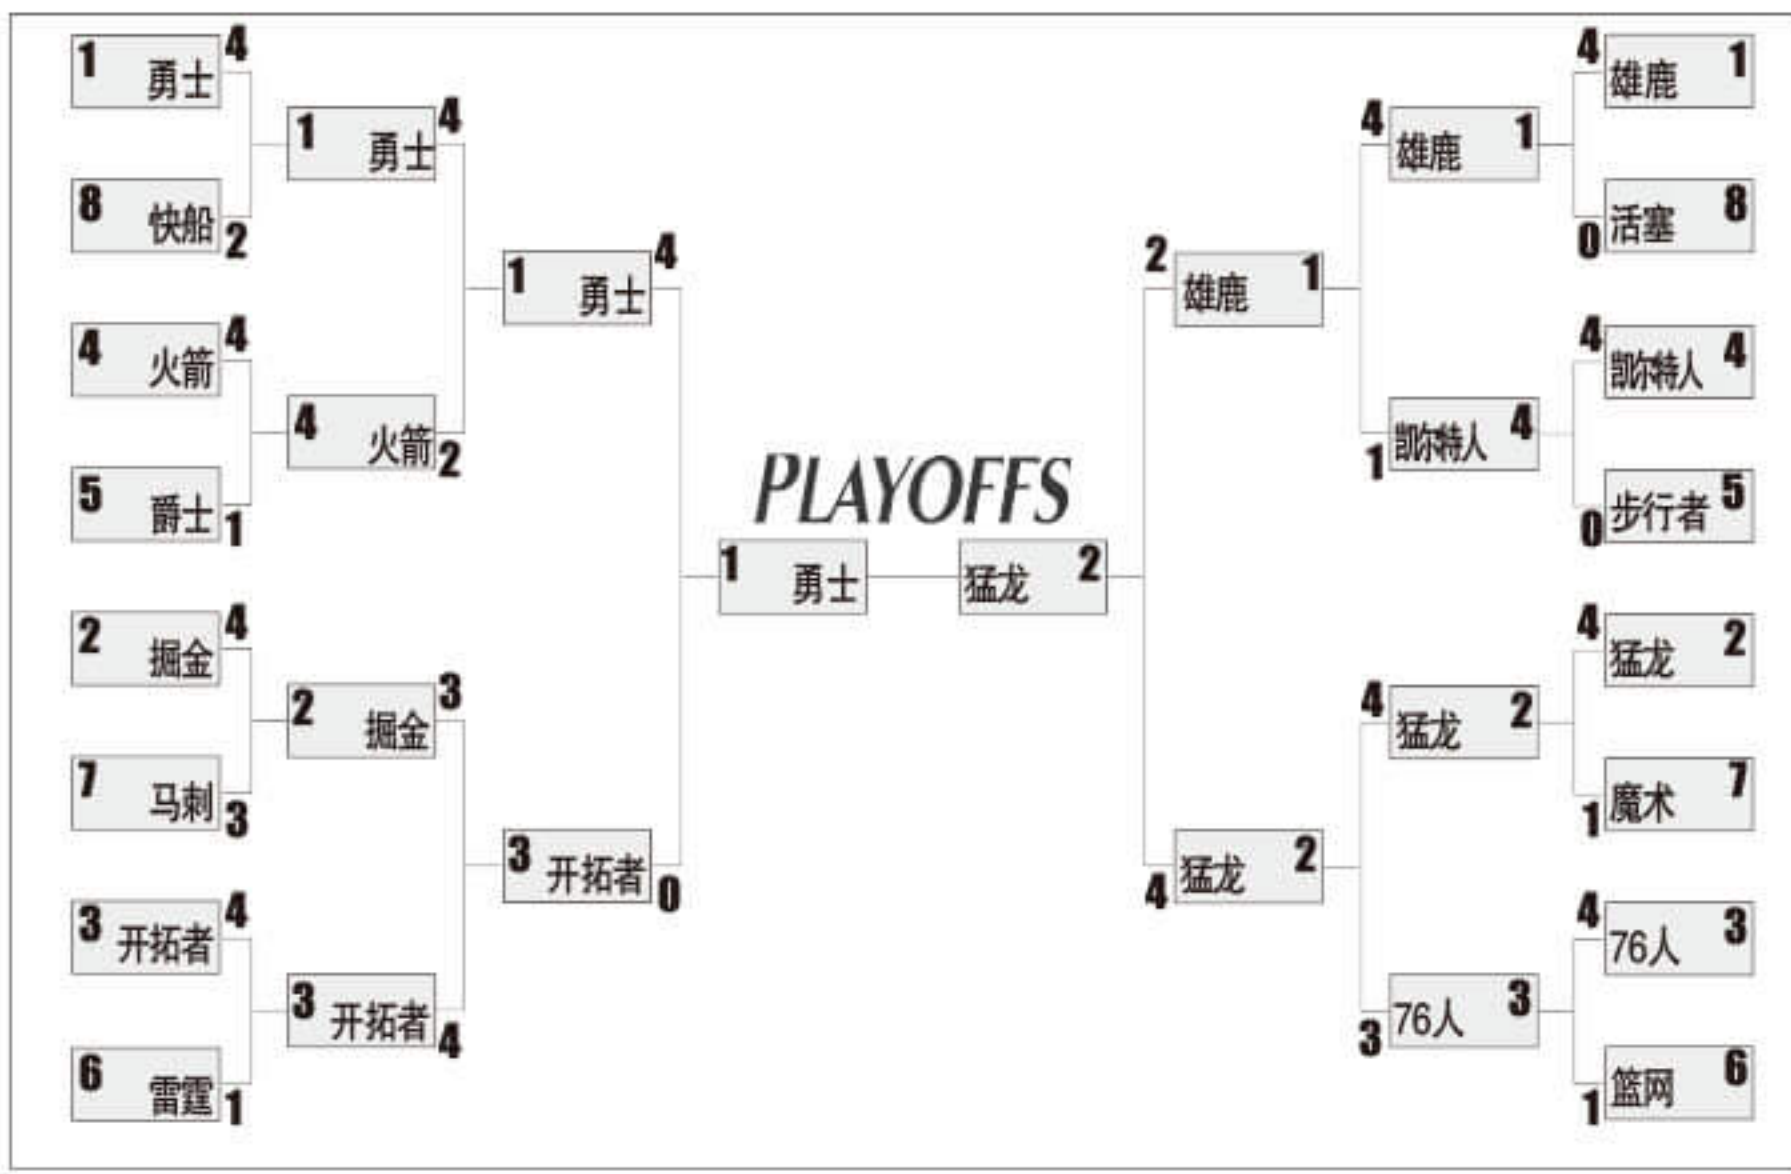 1 勇士 4
8 快船 2
4 火箭 4
5 爵士 1
2 掘金 4
7 马刺 3
3 开拓者 4
6 雷霆 1
1 勇士 4
4 火箭 2
2 掘金 3
3 开拓者 4
1 勇士 4
3 开拓者 0
PLAYOFFS
1 勇士
猛龙 2
2 雄鹿 1
4 猛龙 2
4 雄鹿 1
1 凯尔特人 4
4 猛龙 2
3 76人 3
4 雄鹿 1
0 活塞 8
4 凯尔特人 4
0 步行者 5
4 猛龙 2
1 魔术 7
4 76人 3
1 篮网 6